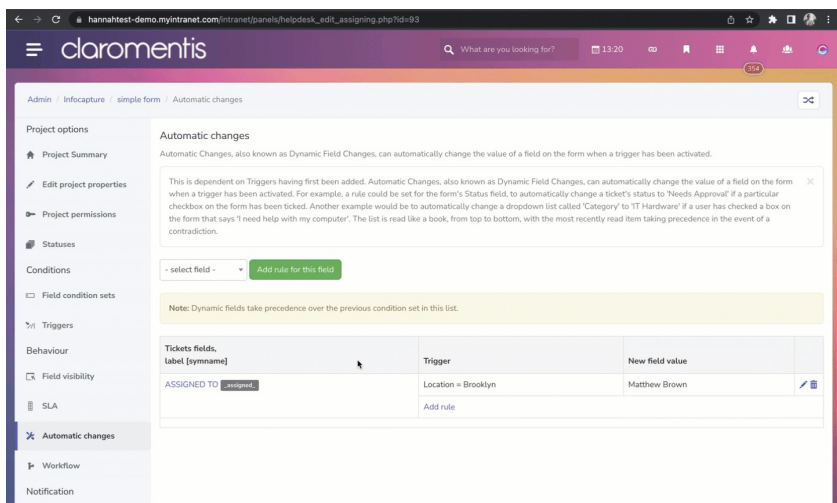 hannahtest-demo.myintranet.com/intranet/panels/helpdesk_edit_assigning.php?id=93
claromentis
What are you looking for?
13:20
354
Admin / Infocapture / simple form / Automatic changes
Project options
Project Summary
Edit project properties
Project permissions
Statuses
Conditions
Field condition sets
Triggers
Behaviour
Field visibility
SLA
Automatic changes
Workflow
Notification
Automatic changes
Automatic Changes, also known as Dynamic Field Changes, can automatically change the value of a field on the form when a trigger has been activated.
This is dependent on Triggers having first been added. Automatic Changes, also known as Dynamic Field Changes, can automatically change the value of a field on the form
when a trigger has been activated. For example, a rule could be set for the form's Status field, to automatically change a ticket's status to 'Needs Approval' if a particular
checkbox on the form has been ticked. Another example would be to automatically change a dropdown list called 'Category' to 'IT Hardware' if a user has checked a box on
the form that says 'I need help with my computer'. The list is read like a book, from top to bottom, with the most recently read item taking precedence in the event of a
contradiction.
- select field -
Add rule for this field
Note: Dynamic fields take precedence over the previous condition set in this list.
Tickets fields,
label [symname]
Trigger
New field value
ASSIGNED TO _assigned_
Location = Brooklyn
Matthew Brown
Add rule